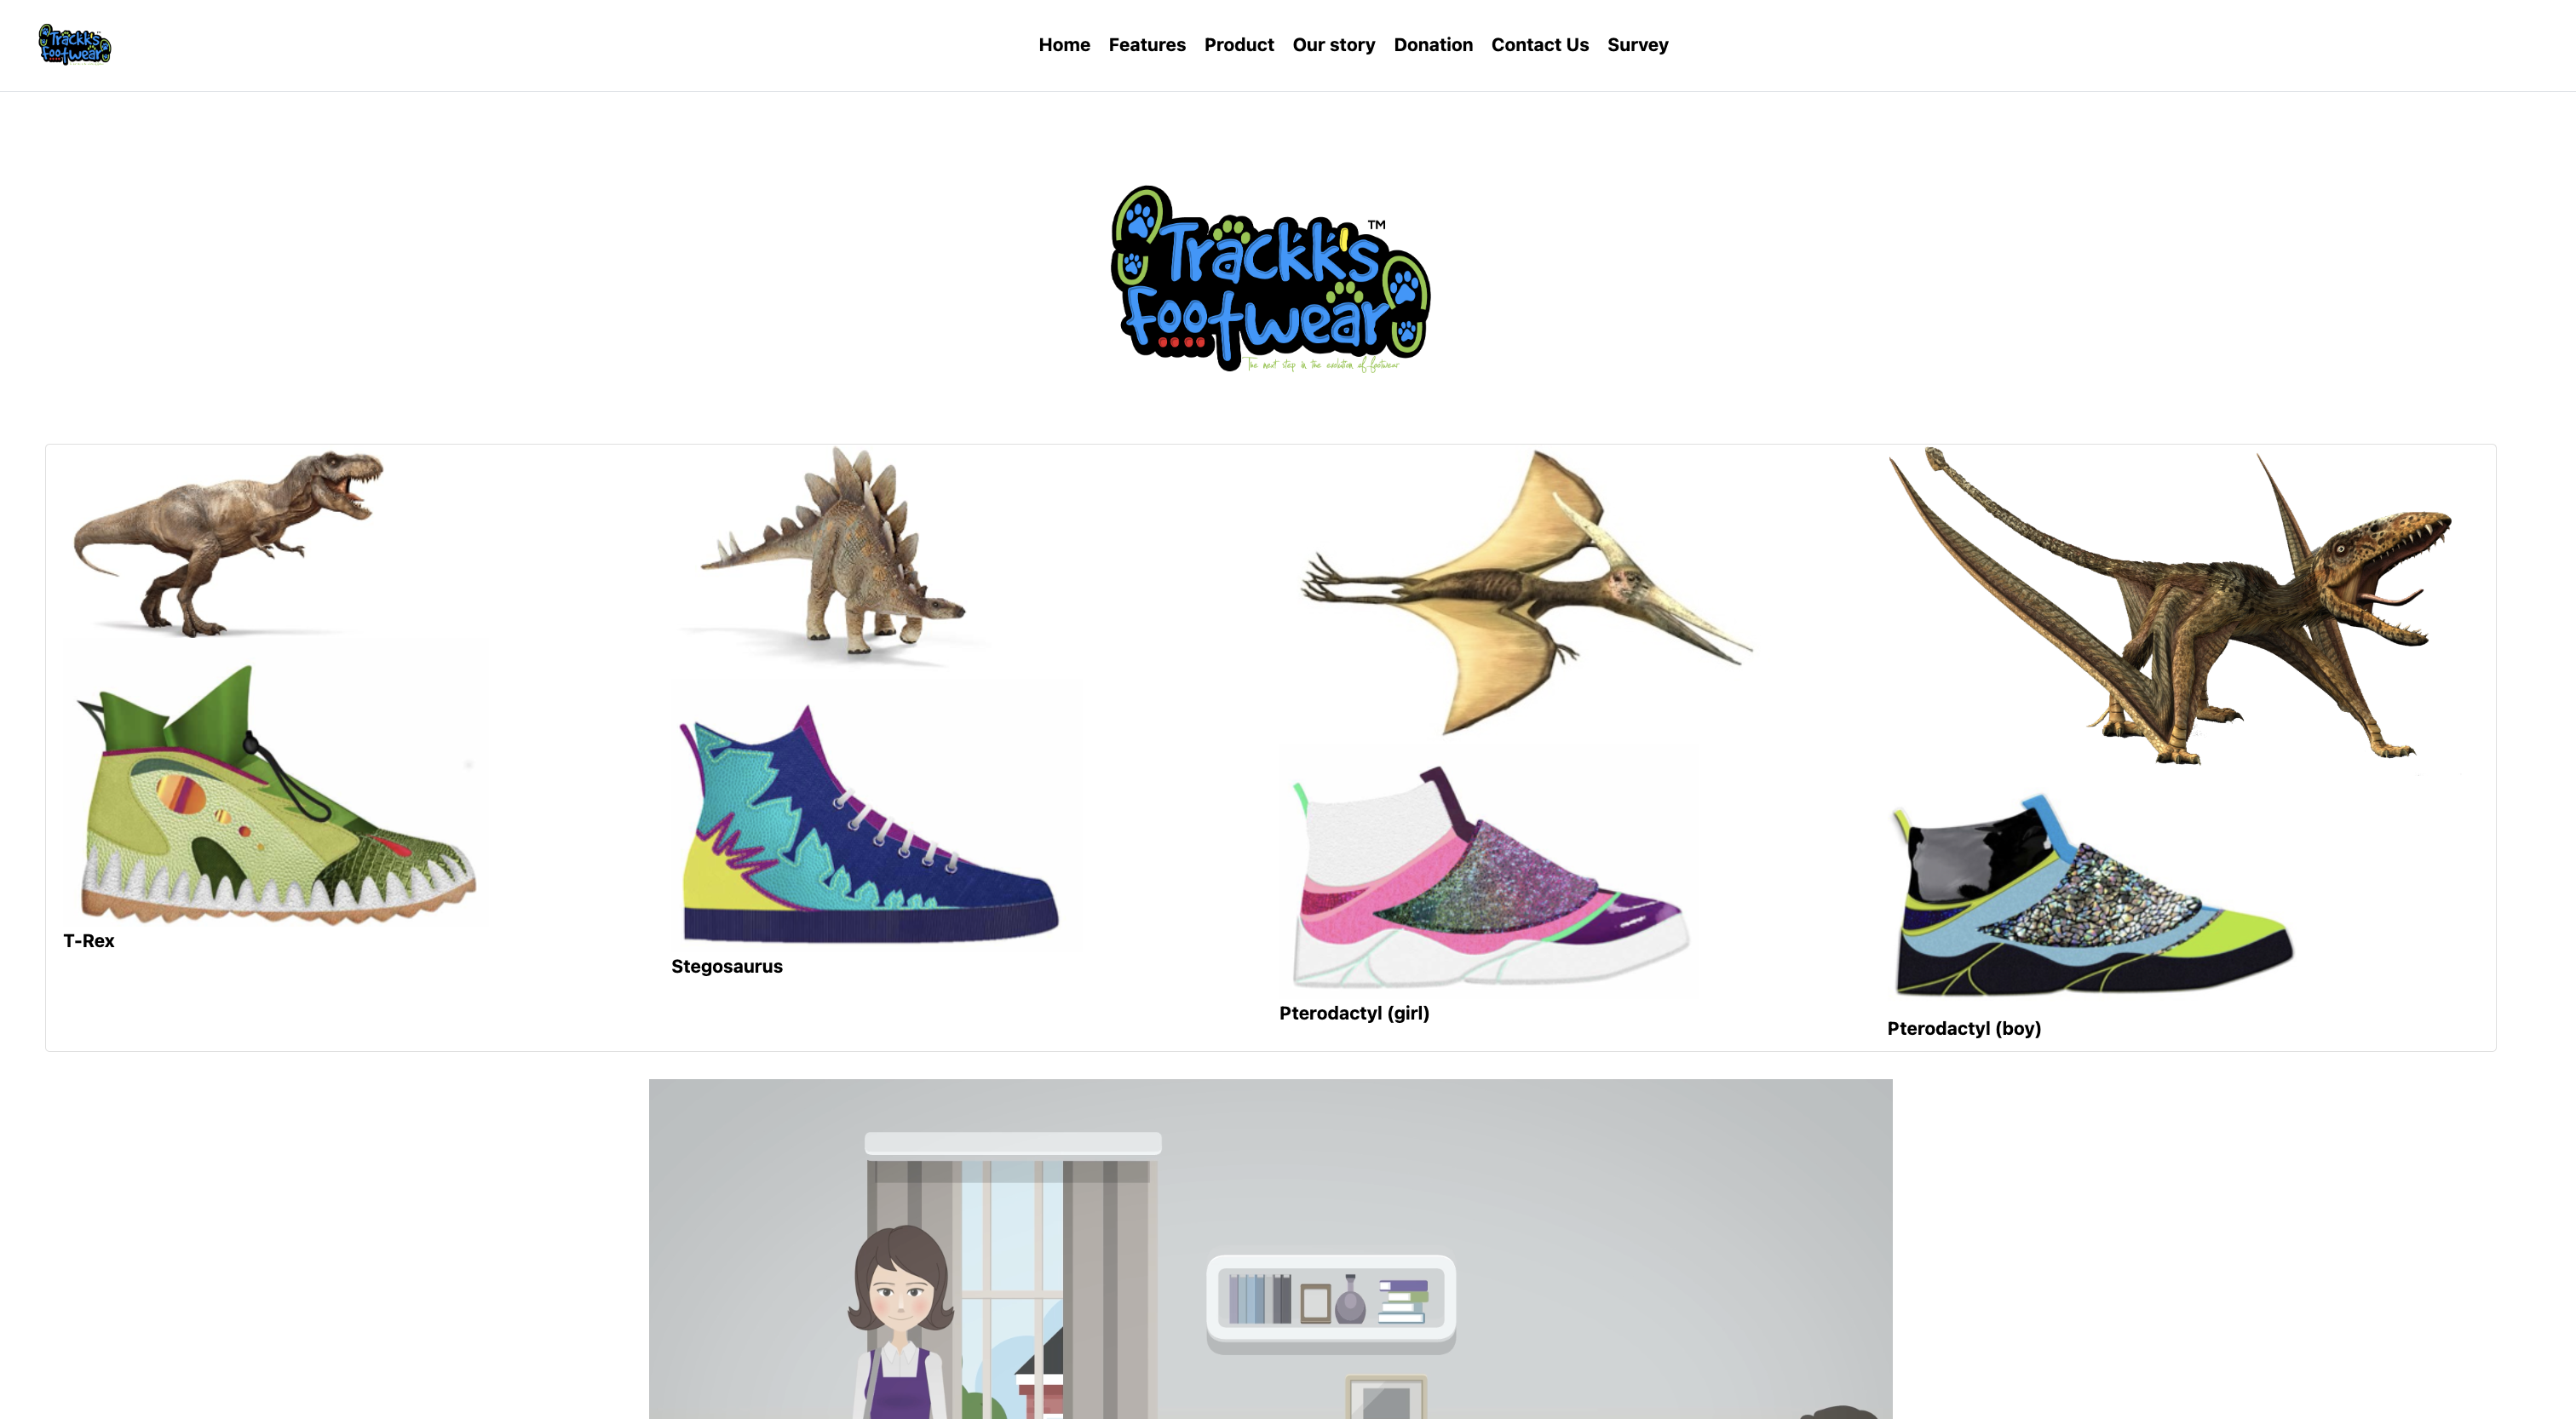 Trackk's
Footwear
Home Features Product Our story Donation Contact Us Survey
Trackk's™
Footwear
The next step in the evolution of footwear
T-Rex
Stegosaurus
Pterodactyl (girl)
Pterodactyl (boy)